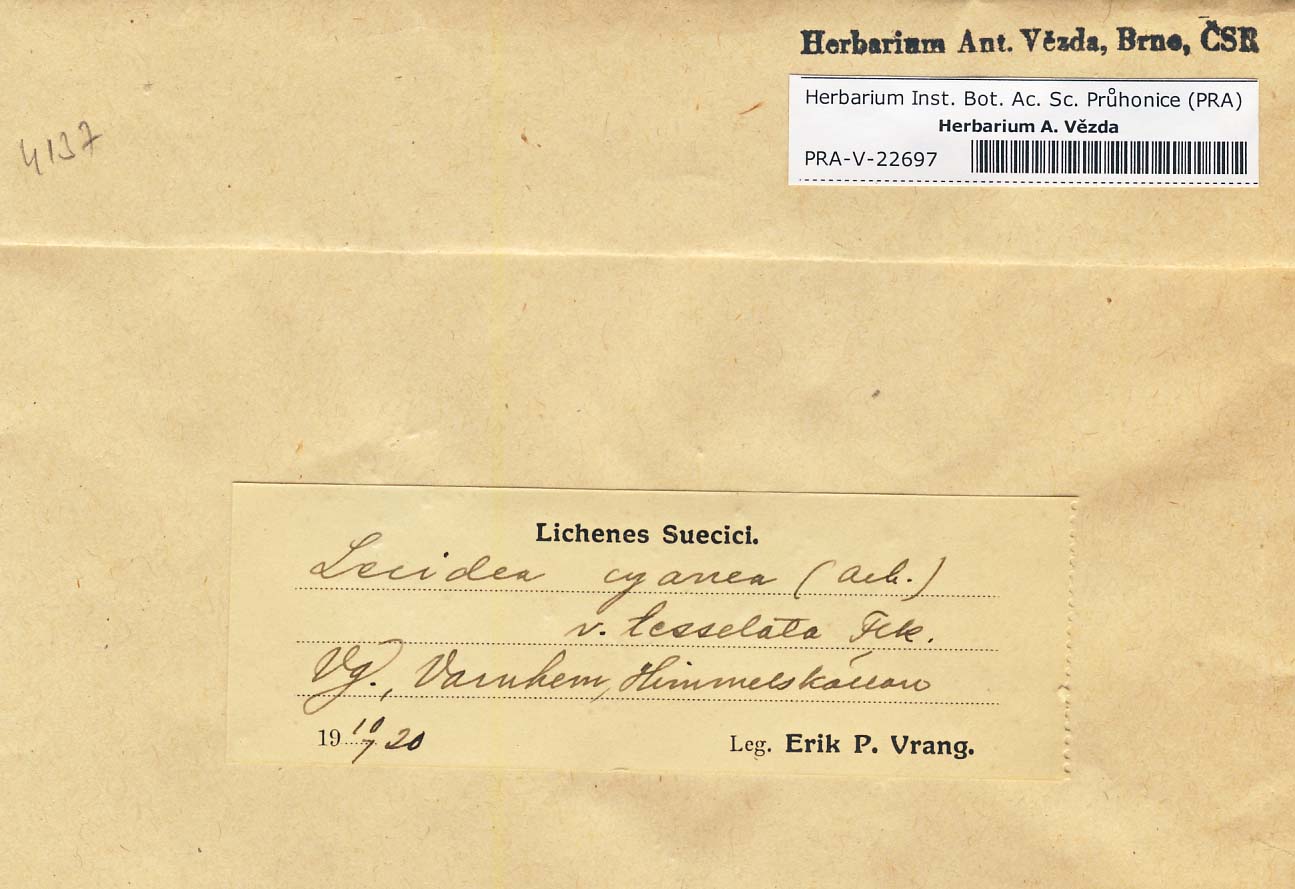 Herbarium Ant. Vězda, Brno, ČSR
Herbarium Inst. Bot. Ac. Sc. Průhonice (PRA)
Herbarium A. Vězda
PRA-V-22697
4137
Lichenes Suecici.
Lecidea cyanea (Ach.)
v. tesselata Flk.
Vg., Varnhem,
19 10/7 20
Leg. Erik P. Vrang.